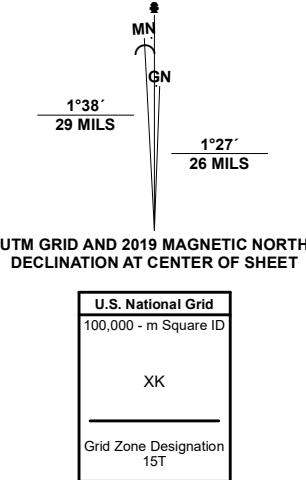 MN
GN
1°38´
29 MILS
1°27´
26 MILS
UTM GRID AND 2019 MAGNETIC NORTH
DECLINATION AT CENTER OF SHEET
U.S. National Grid
100,000 - m Square ID
XK
Grid Zone Designation
15T